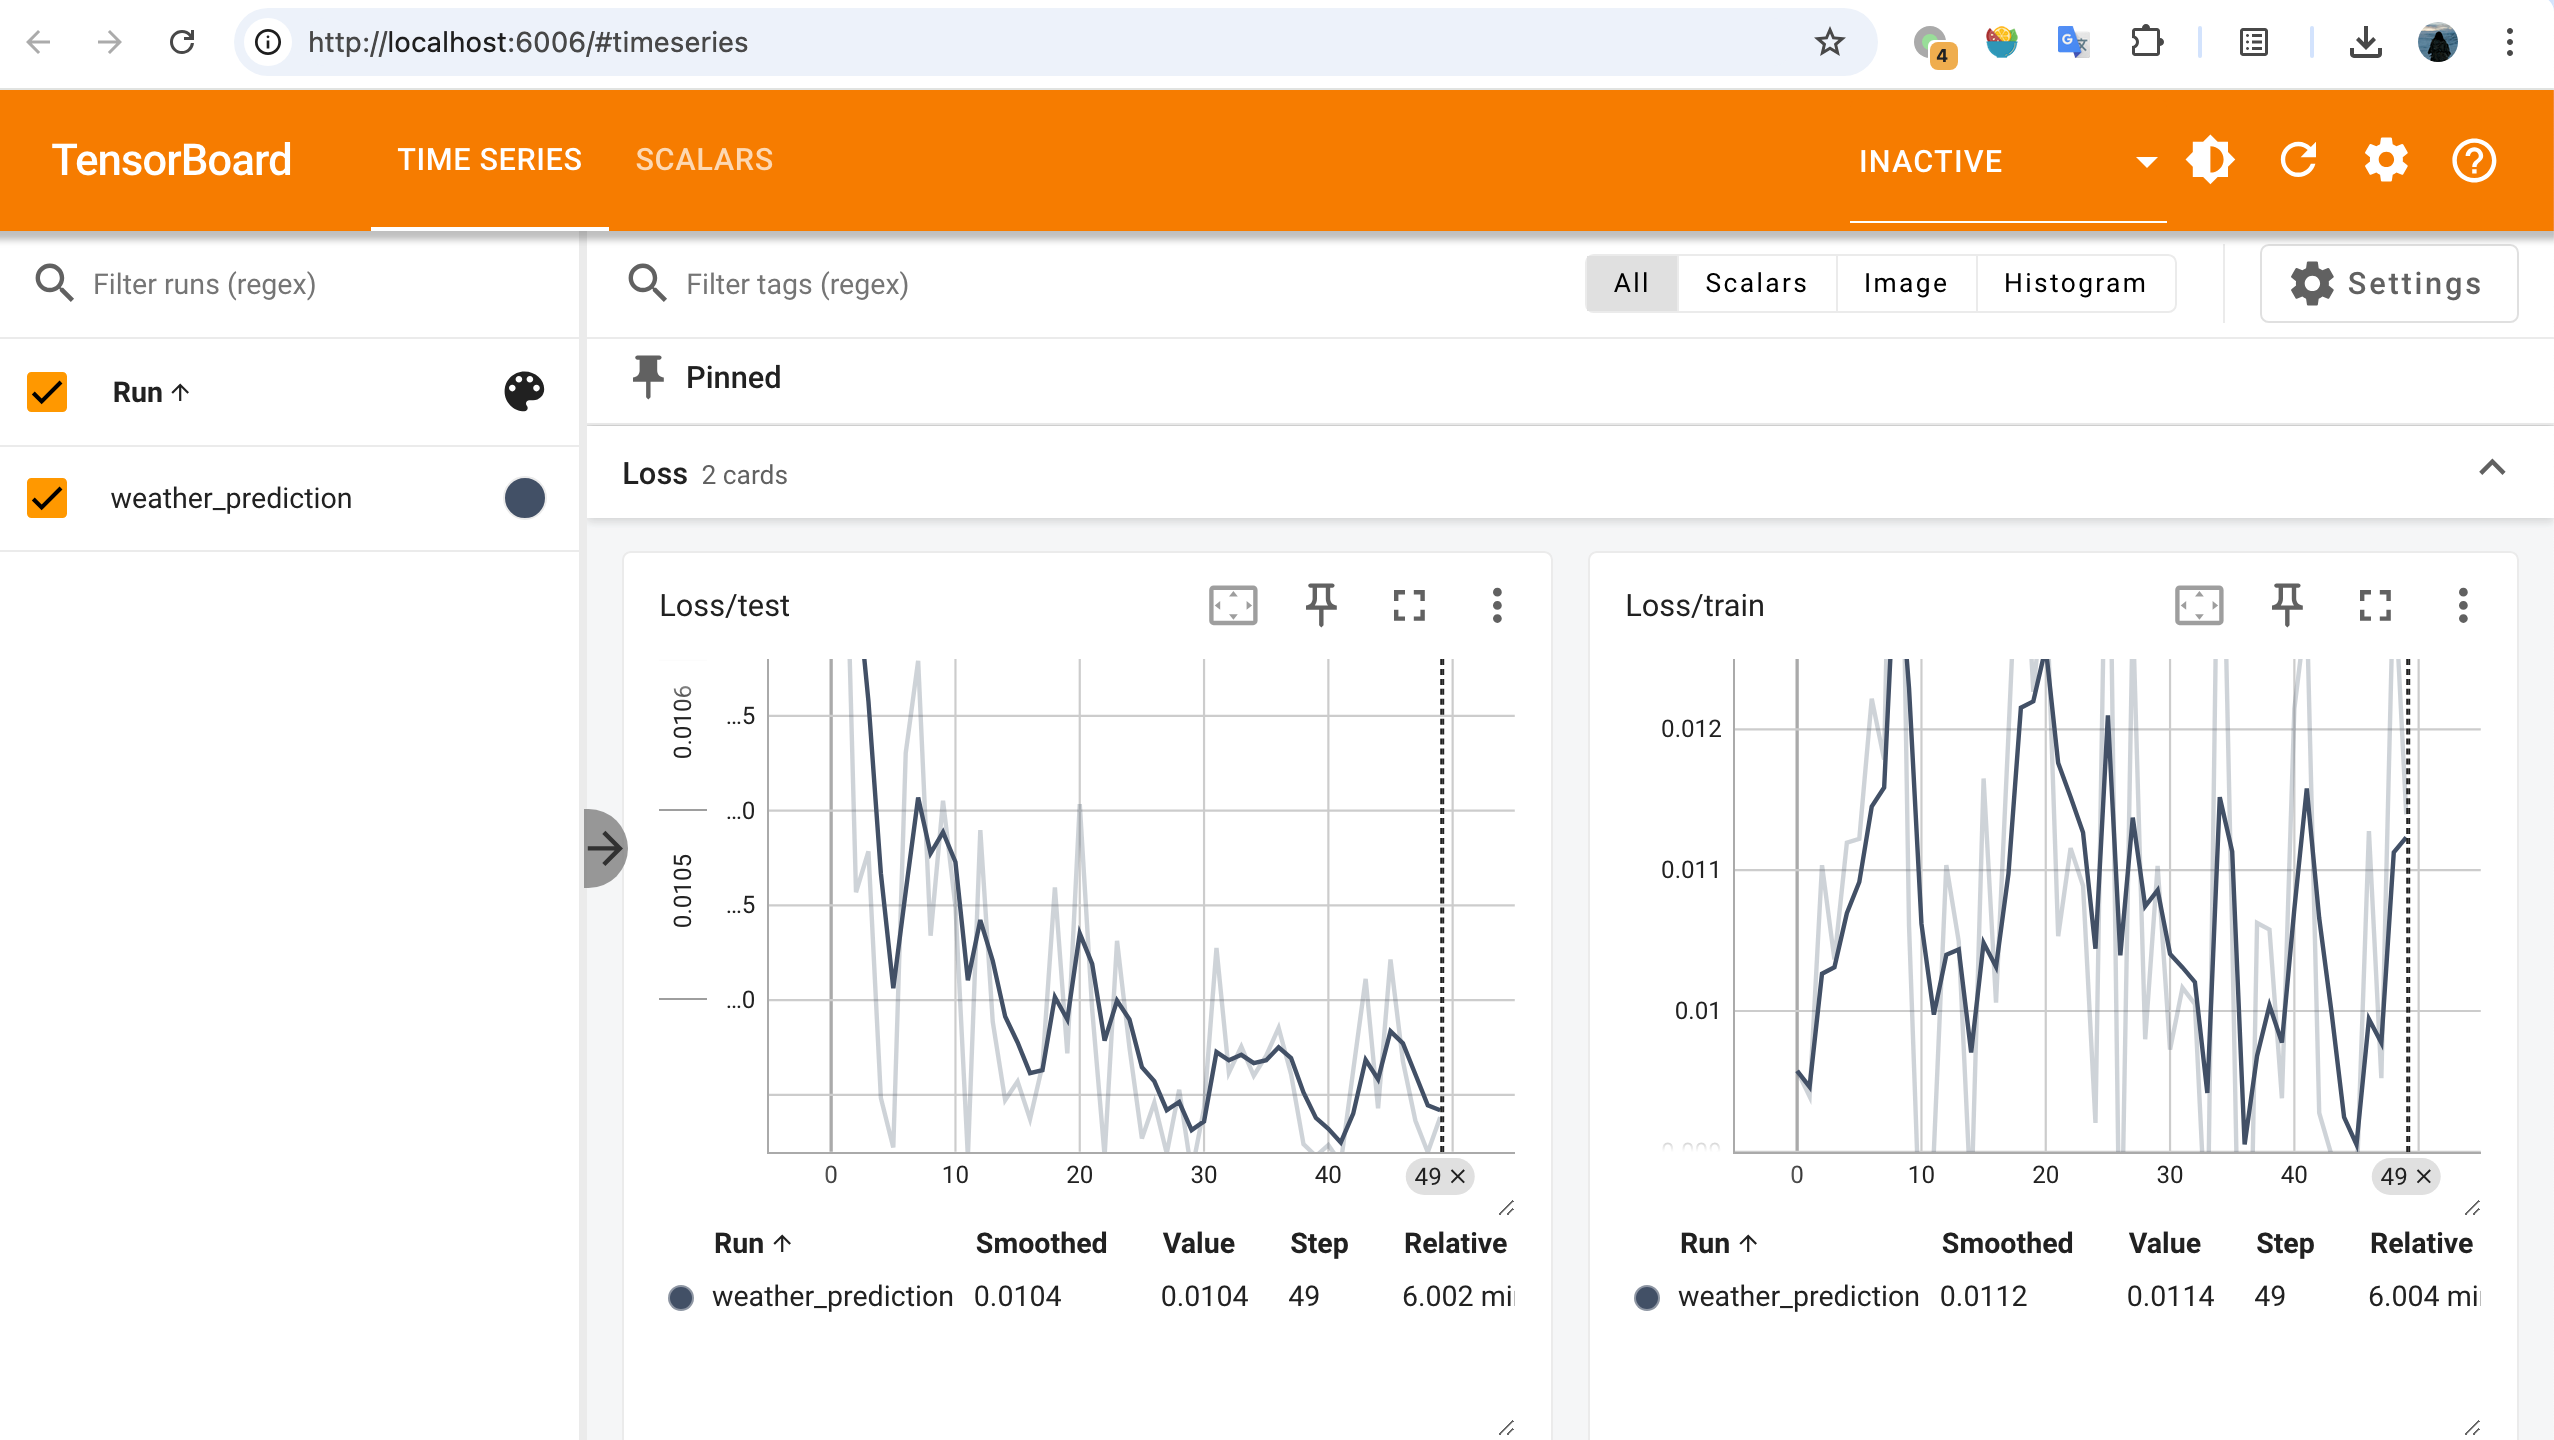 http://localhost:6006/#timeseries
4
TensorBoard
TIME SERIES
SCALARS
INACTIVE
Filter runs (regex)
Filter tags (regex)
All
Scalars
Image
Histogram
Settings
Run ↑
weather_prediction
Pinned
Loss 2 cards
Loss/test
0.0106
0.0105
...5
...0
...5
...0
0 10 20 30 40 49 ×
Run ↑ Smoothed Value Step Relative
weather_prediction 0.0104 0.0104 49 6.002
Loss/train
0.012
0.011
0.01
0 10 20 30 40 49 ×
Run ↑ Smoothed Value Step Relative
weather_prediction 0.0112 0.0114 49 6.004